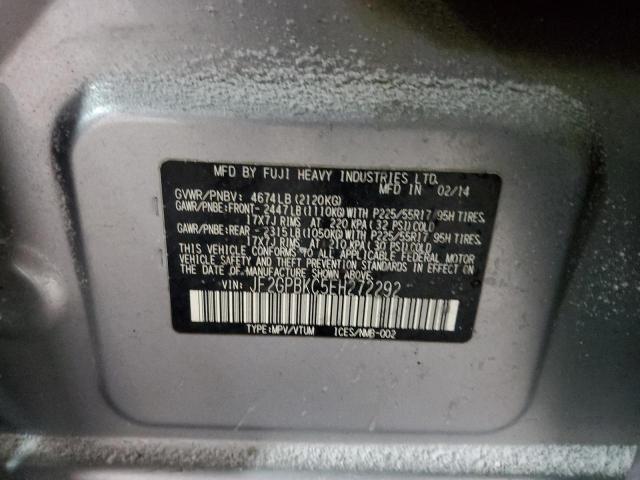 MFD BY FUJI HEAVY INDUSTRIES LTD.
MFD IN 02/14
GVWR/PNBV: 4674LB(2120KG)
GAWR/PNBE:FRONT-2447LB(1110KG)WITH P225/55R17 95H TIRES.
17X7J RIMS AT 220 KPA(32 PSI)COLD
GAWR/PNBE:REAR -2315LB(1050KG)WITH P225/55R17 95H TIRES.
17X7J RIMS AT 210 KPA(30 PSI)COLD
THIS VEHICLE CONFORMS TO ALL APPLICABLE FEDERAL MOTOR
VEHICLE SAFETY AND THEFT PREVENTION STANDARDS IN EFFECT
ON THE DATE OF MANUFACTURE SHOWN ABOVE.
VIN: JF2GPBKC5EH272292
TYPE:MPV/VTUM ICES/NMB-002